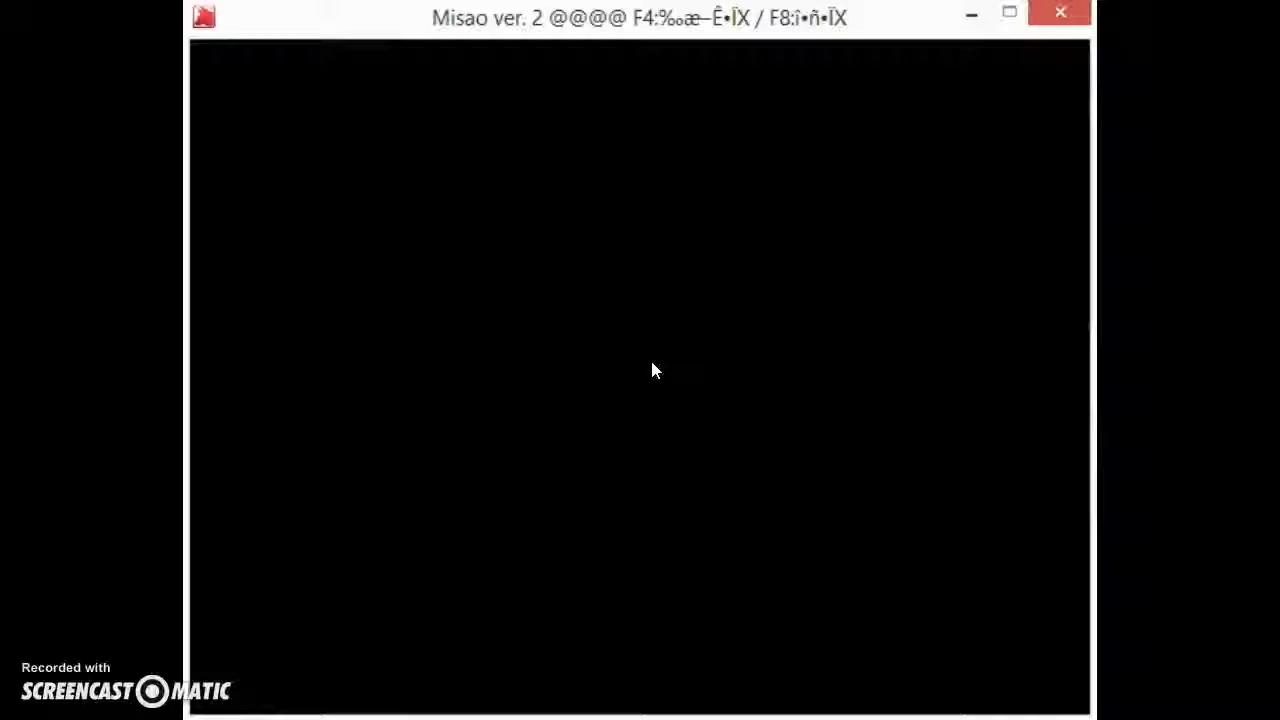 Misao ver. 2 @@@@ F4:‰æ–Ê•ÏX / F8:î•ñ•ÏX
Recorded with
SCREENCAST MATIC